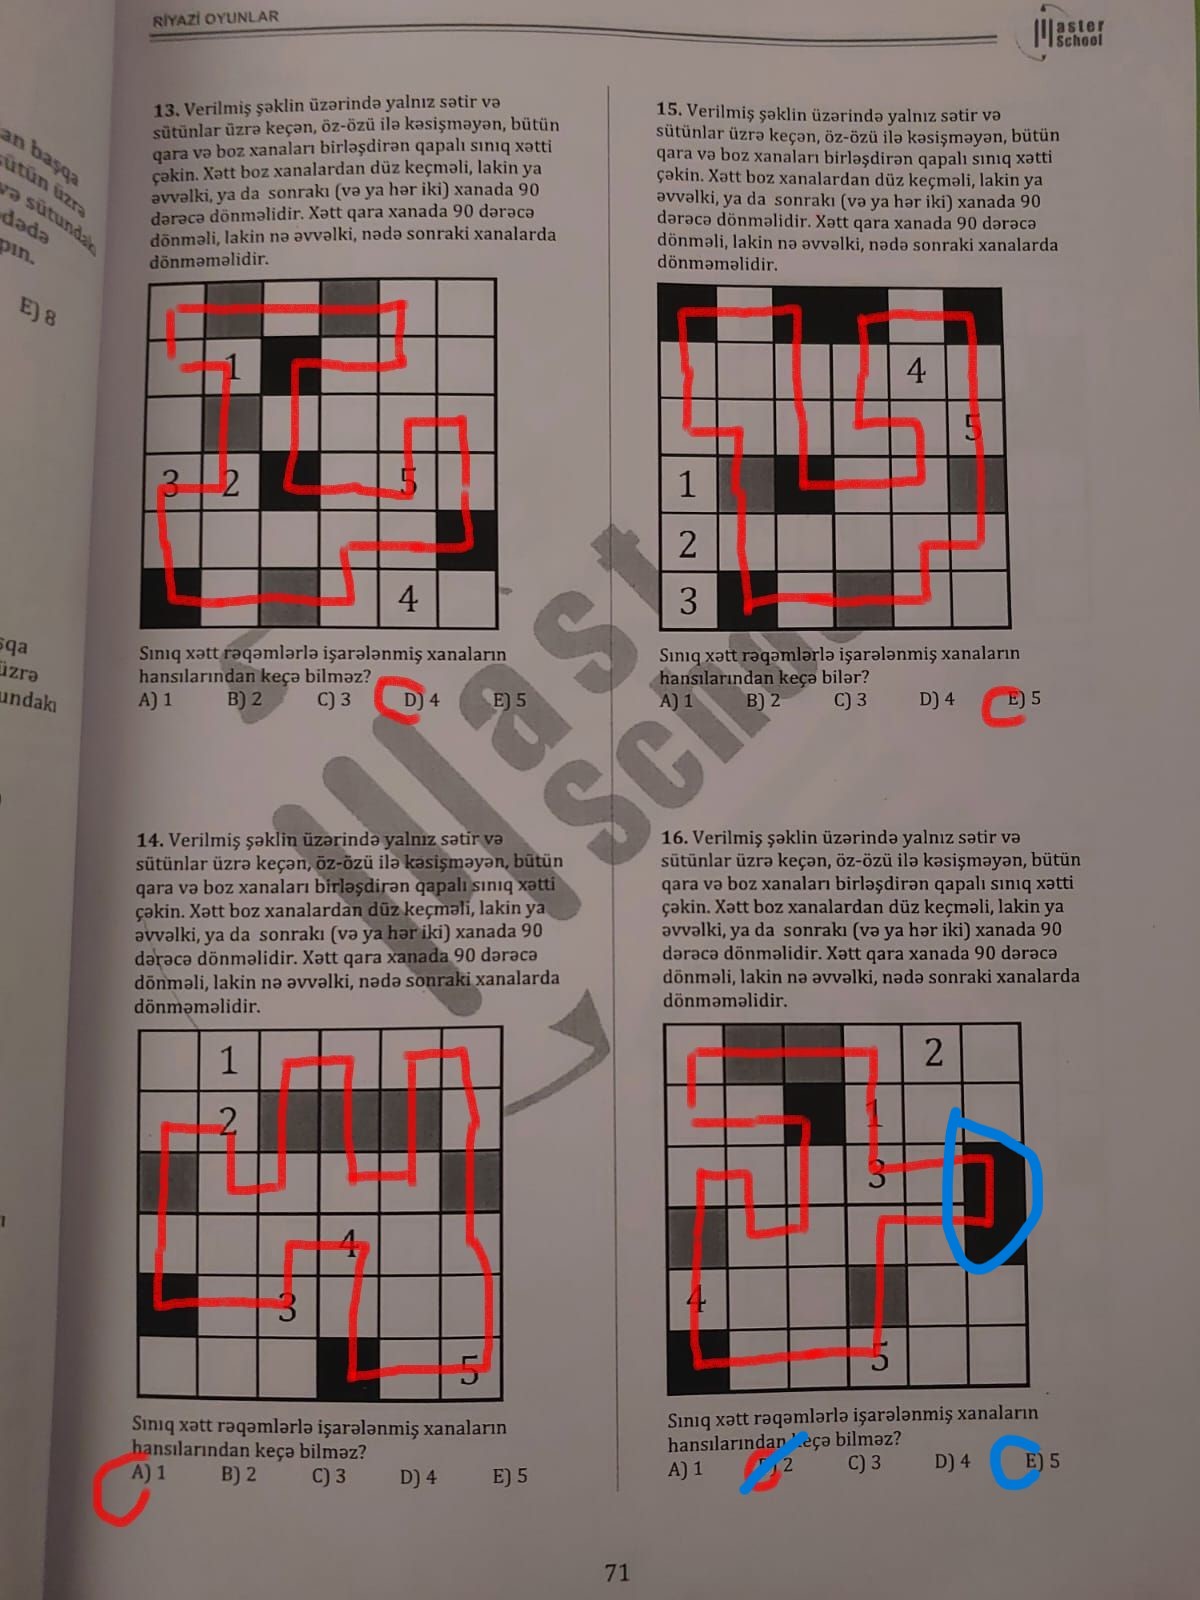 RİYAZİ OYUNLAR
Master
School
an başqa
sütün üzrə
və sütundakı
ədədə
pın.
E) 8
şqa
üzrə
undakı
13. Verilmiş şəklin üzərində yalnız sətir və
sütünlar üzrə keçən, öz-özü ilə kəsişməyən, bütün
qara və boz xanaları birləşdirən qapalı sınıq xətti
çəkin. Xətt boz xanalardan düz keçməli, lakin ya
əvvəlki, ya da sonrakı (və ya hər iki) xanada 90
dərəcə dönməlidir. Xətt qara xanada 90 dərəcə
dönməli, lakin nə əvvəlki, nədə sonraki xanalarda
dönməməlidir.
1
3 2 5
4
Sınıq xətt rəqəmlərlə işarələnmiş xanaların
hansılarından keçə bilməz?
A) 1 B) 2 C) 3 D) 4 E) 5
14. Verilmiş şəklin üzərində yalnız sətir və
sütünlar üzrə keçən, öz-özü ilə kəsişməyən, bütün
qara və boz xanaları birləşdirən qapalı sınıq xətti
çəkin. Xətt boz xanalardan düz keçməli, lakin ya
əvvəlki, ya da sonrakı (və ya hər iki) xanada 90
dərəcə dönməlidir. Xətt qara xanada 90 dərəcə
dönməli, lakin nə əvvəlki, nədə sonraki xanalarda
dönməməlidir.
1
2
4
3
5
Sınıq xətt rəqəmlərlə işarələnmiş xanaların
hansılarından keçə bilməz?
A) 1 B) 2 C) 3 D) 4 E) 5
15. Verilmiş şəklin üzərində yalnız sətir və
sütünlar üzrə keçən, öz-özü ilə kəsişməyən, bütün
qara və boz xanaları birləşdirən qapalı sınıq xətti
çəkin. Xətt boz xanalardan düz keçməli, lakin ya
əvvəlki, ya da sonrakı (və ya hər iki) xanada 90
dərəcə dönməlidir. Xətt qara xanada 90 dərəcə
dönməli, lakin nə əvvəlki, nədə sonraki xanalarda
dönməməlidir.
4
5
1
2
3
Sınıq xətt rəqəmlərlə işarələnmiş xanaların
hansılarından keçə bilər?
A) 1 B) 2 C) 3 D) 4 E) 5
16. Verilmiş şəklin üzərində yalnız sətir və
sütünlar üzrə keçən, öz-özü ilə kəsişməyən, bütün
qara və boz xanaları birləşdirən qapalı sınıq xətti
çəkin. Xətt boz xanalardan düz keçməli, lakin ya
əvvəlki, ya da sonrakı (və ya hər iki) xanada 90
dərəcə dönməlidir. Xətt qara xanada 90 dərəcə
dönməli, lakin nə əvvəlki, nədə sonraki xanalarda
dönməməlidir.
2
1
3
4
5
Sınıq xətt rəqəmlərlə işarələnmiş xanaların
hansılarından keçə bilməz?
A) 1 B) 2 C) 3 D) 4 E) 5
Master
School
71